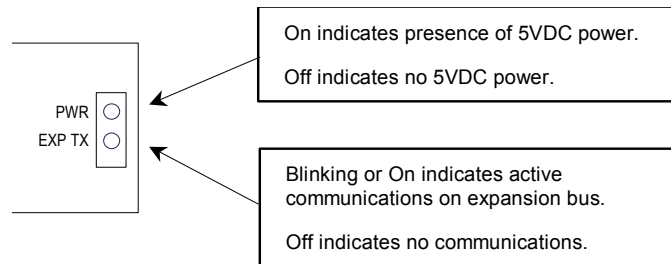 On indicates presence of 5VDC power.
Off indicates no 5VDC power.
PWR
EXP TX
Blinking or On indicates active
communications on expansion bus.
Off indicates no communications.